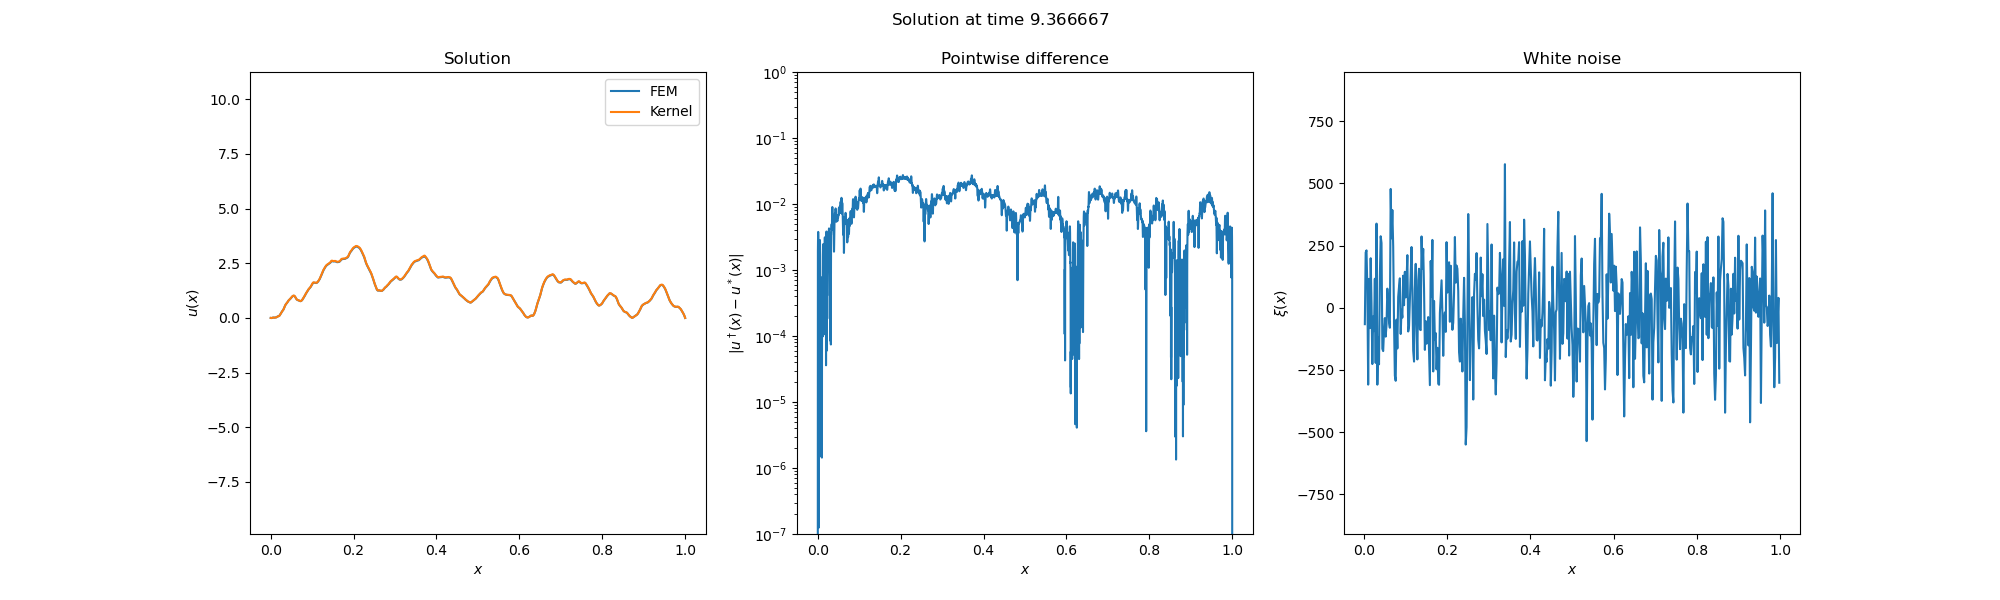 Solution at time 9.366667
Solution
FEM
Kernel
10.0
7.5
5.0
2.5
0.0
−2.5
−5.0
−7.5
0.0 0.2 0.4 0.6 0.8 1.0
x
u(x)
Pointwise difference
10⁰
10⁻¹
10⁻²
10⁻³
10⁻⁴
10⁻⁵
10⁻⁶
10⁻⁷
0.0 0.2 0.4 0.6 0.8 1.0
x
|u†(x) − u*(x)|
White noise
750
500
250
0
−250
−500
−750
0.0 0.2 0.4 0.6 0.8 1.0
x
ξ(x)